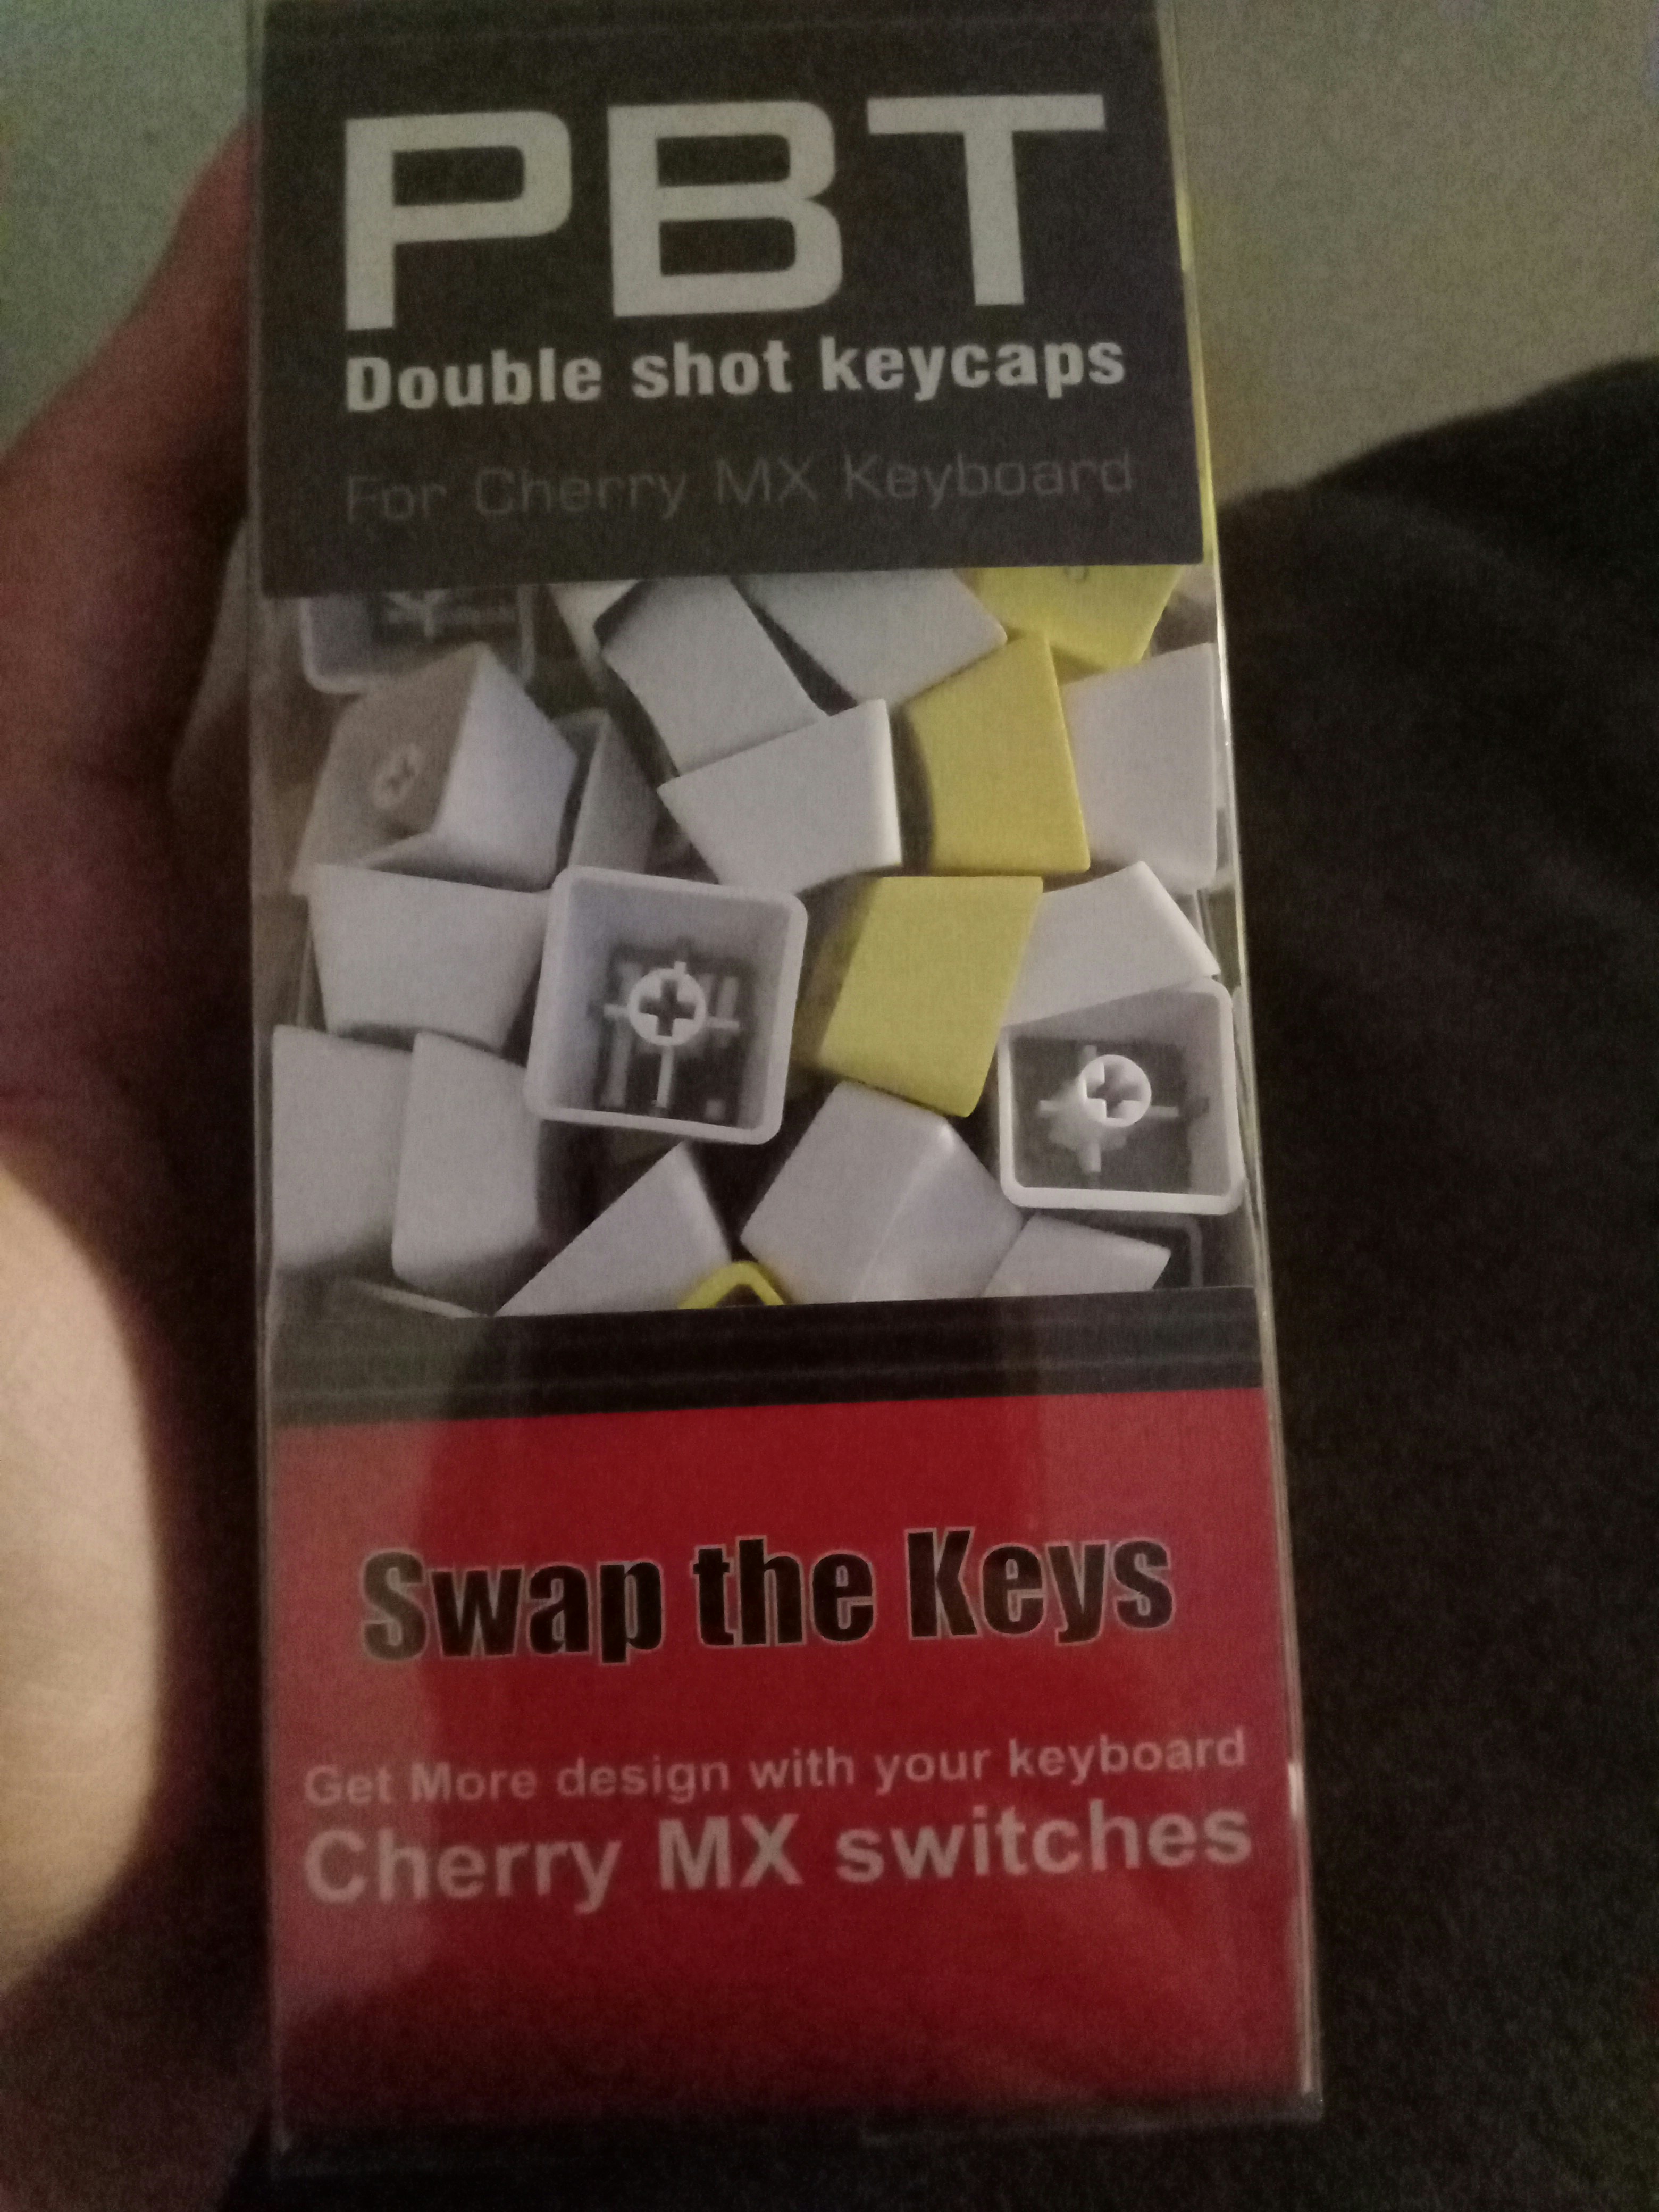 PBT
Double shot keycaps
For Cherry MX Keyboard
Swap the Keys
Get More design with your keyboard
Cherry MX switches